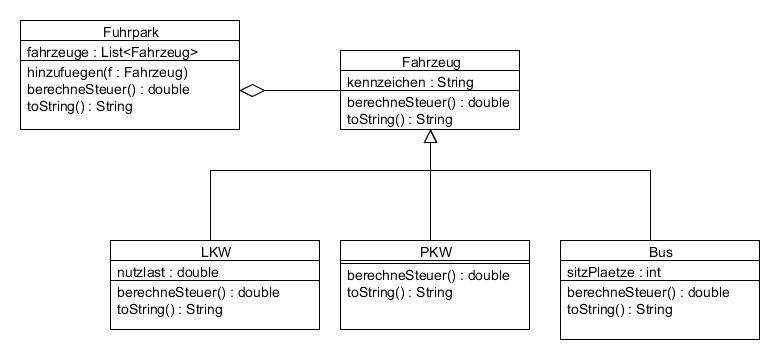 Fuhrpark
fahrzeuge : List<Fahrzeug>
hinzufuegen(f : Fahrzeug)
berechneSteuer() : double
toString() : String
Fahrzeug
kennzeichen : String
berechneSteuer() : double
toString() : String
LKW
nutzlast : double
berechneSteuer() : double
toString() : String
PKW
berechneSteuer() : double
toString() : String
Bus
sitzPlaetze : int
berechneSteuer() : double
toString() : String